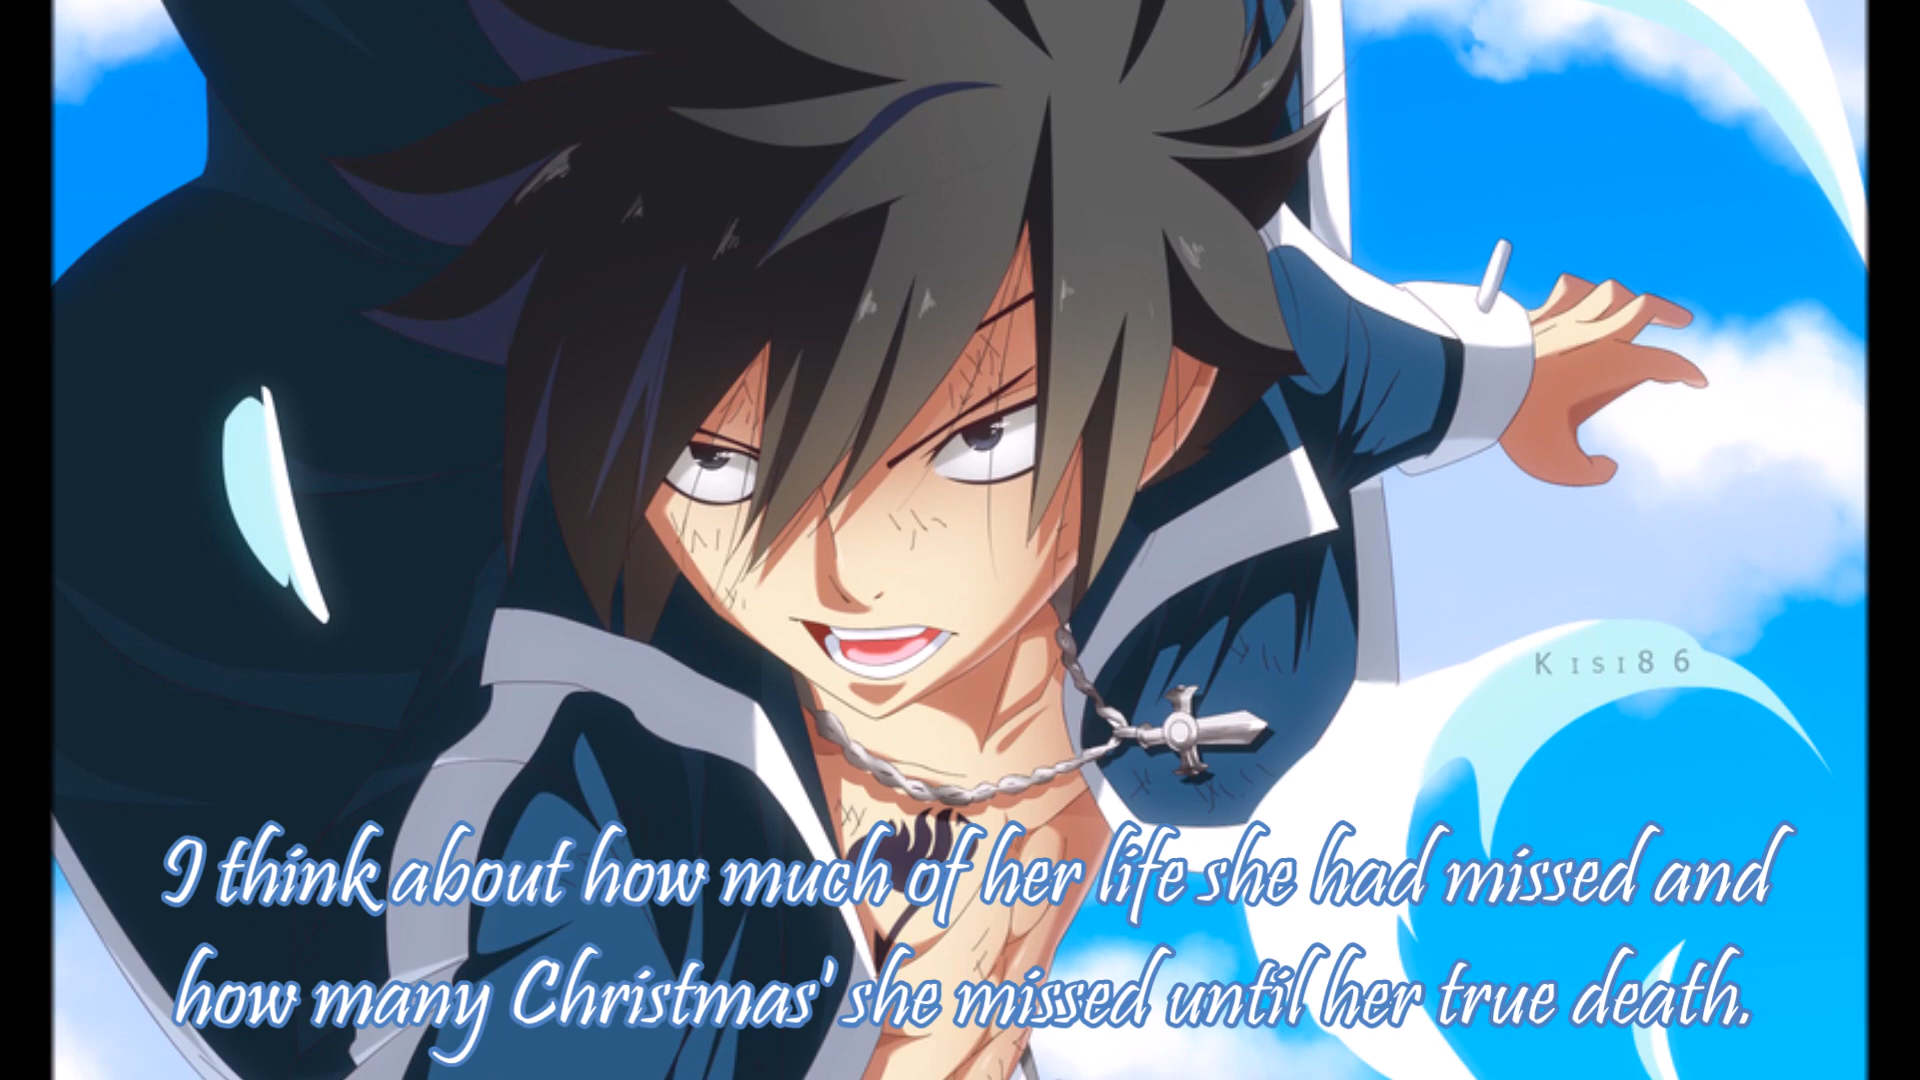 Kisi86
I think about how much of her life she had missed and
how many Christmas' she missed until her true death.